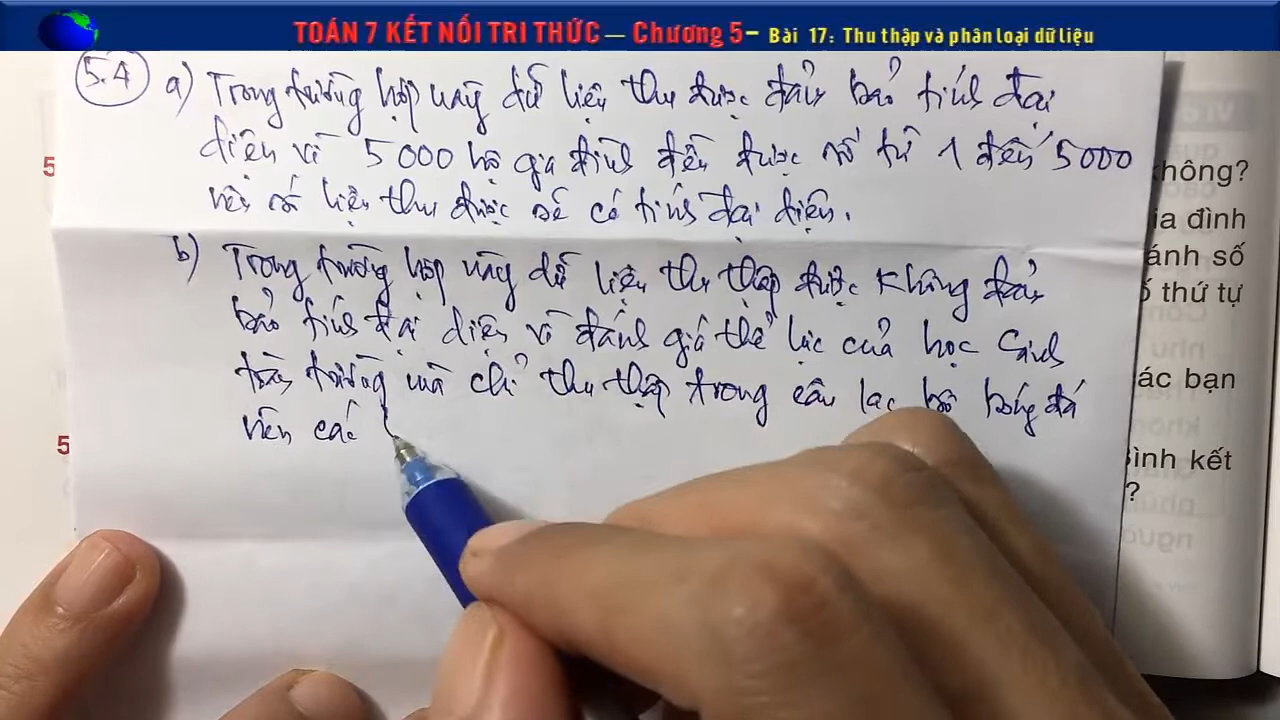 TOÁN 7 KẾT NỐI TRI THỨC – Chương 5 – Bài 17: Thu thập và phân loại dữ liệu
5.4 a) Trong trường hợp này dữ liệu thu được đảm bảo tính đại
diện vì 5000 hộ gia đình đều được số từ 1 đến 5000
nên số liệu thu được sẽ có tính đại diện.
b) Trong trường hợp này dữ liệu thu thập được không đảm
bảo tính đại diện vì đánh giá thể lực của học sinh
toàn trường mà chỉ thu thập trong câu lạc bộ bóng đá
nên các
5
hông?
ia đình
ánh số
ố thứ tự
ác bạn
5
ình kết
?